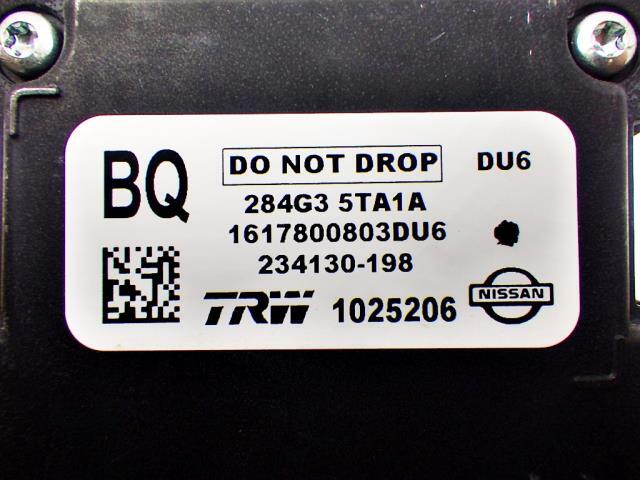 BQ
DO NOT DROP
DU6
284G3 5TA1A
1617800803DU6
234130-198
TRW 1025206
NISSAN